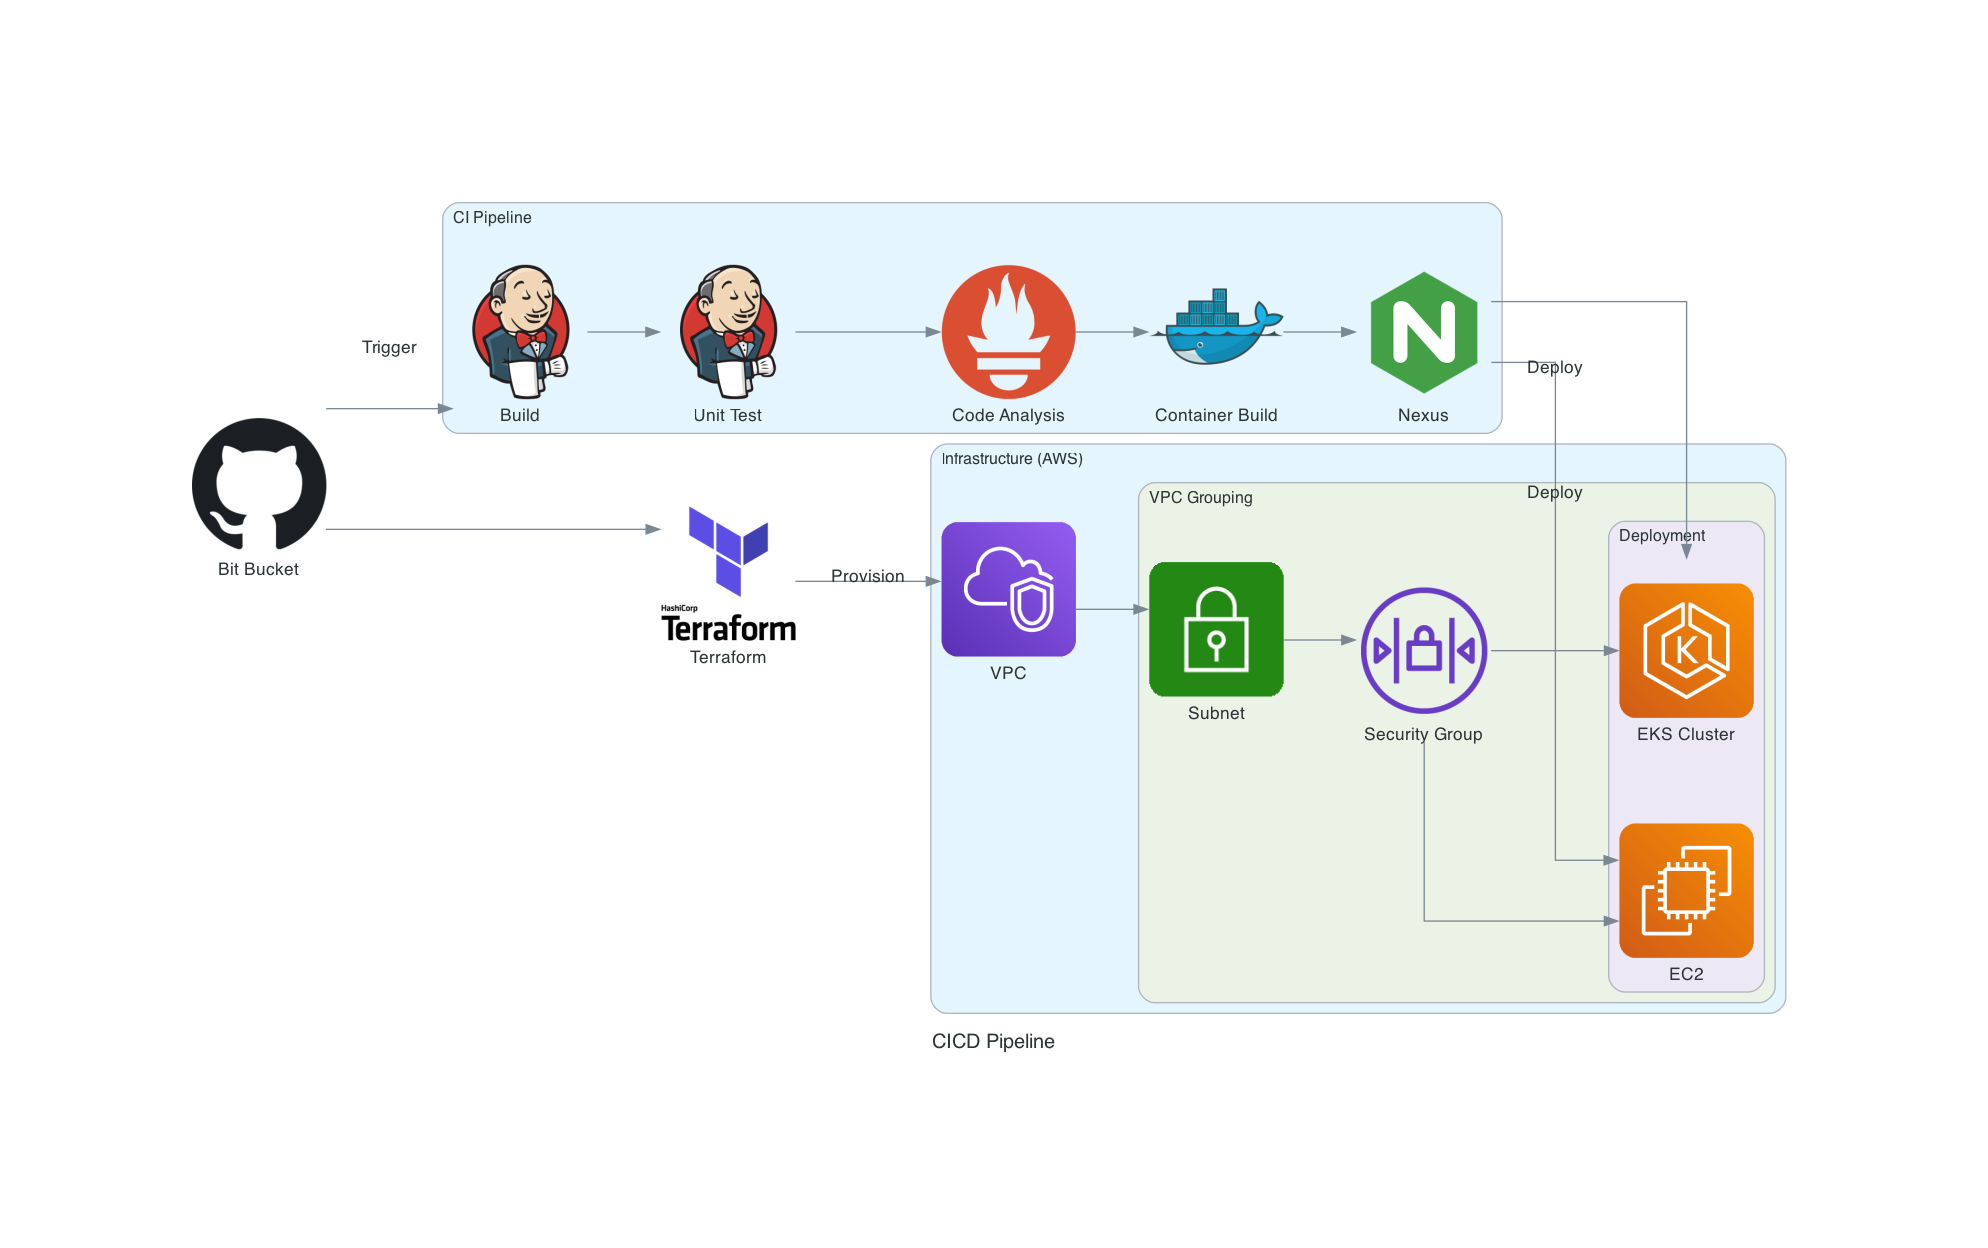 CI Pipeline
Trigger
Build
Unit Test
Code Analysis
Container Build
N
Nexus
Deploy
Bit Bucket
HashiCorp
Terraform
Terraform
Provision
Infrastructure (AWS)
VPC
VPC Grouping
Deploy
Subnet
Security Group
Deployment
K
EKS Cluster
EC2
CICD Pipeline